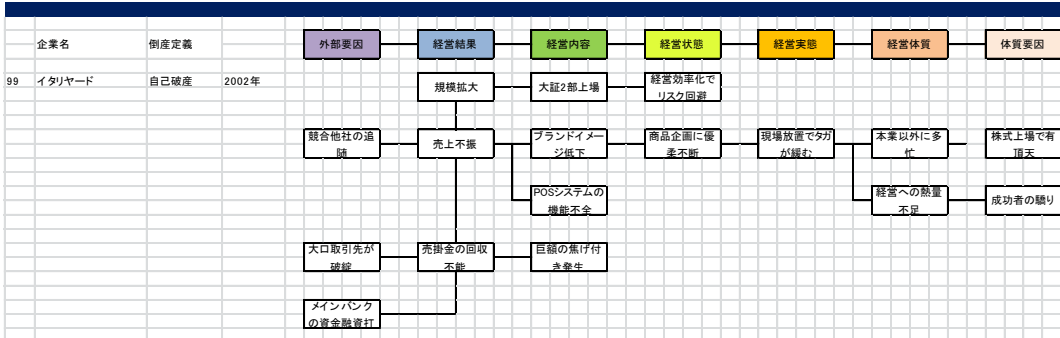 企業名 倒産定義 外部要因 経営結果 経営内容 経営状態 経営実態 経営体質 体質要因
99 イタリヤード 自己破産 2002年 規模拡大 大証2部上場 経営効率化で
リスク回避
競合他社の追 売上不振 ブランドイメー 商品企画に優 現場放置でタガ 本業以外に多 株式上場で有
随 ジ低下 柔不断 が緩む 忙 頂天
POSシステムの 経営への熱量 成功者の驕り
機能不全 不足
大口取引先が 売掛金の回収 巨額の焦げ付
破綻 不能 き発生
メインバンク
の資金融資打